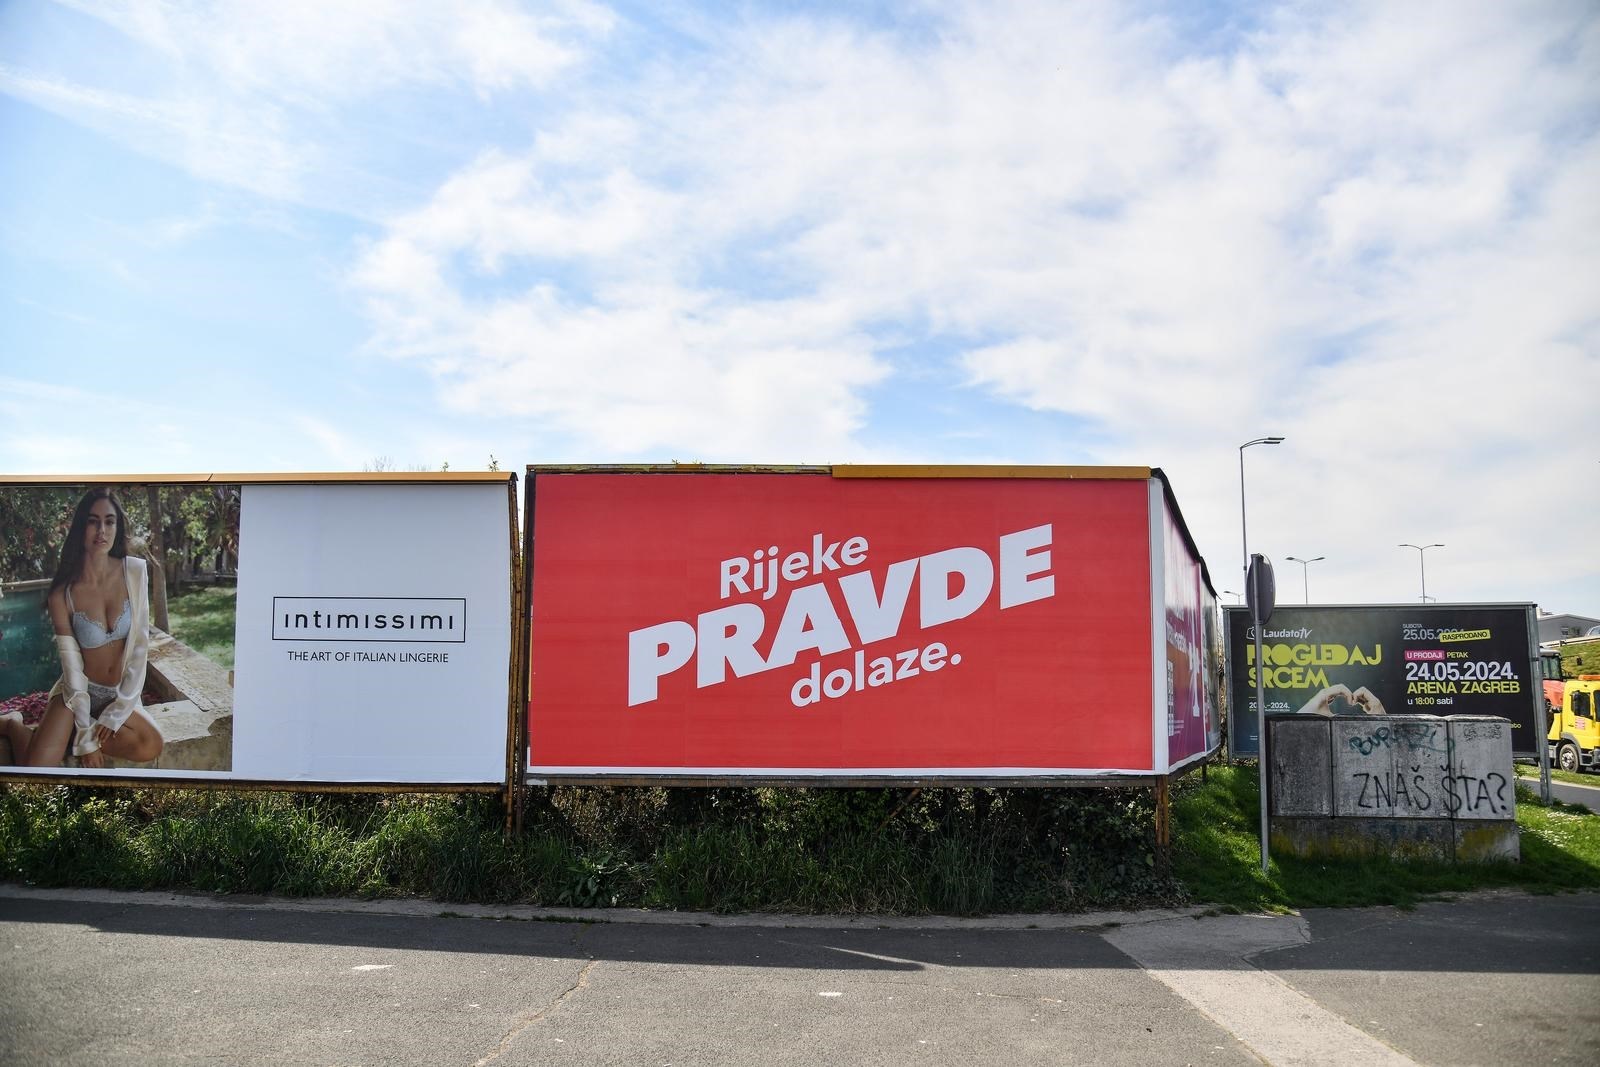 intimissimi
THE ART OF ITALIAN LINGERIE
Rijeke
PRAVDE
dolaze.
LaudatoTV
PROGLEDAJ
SRCEM
SUBOTA
25.05.2024.
RASPRODANO
U PRODAJI PETAK
24.05.2024.
ARENA ZAGREB
u 18:00 sati
ZNAŠ ŠTA?